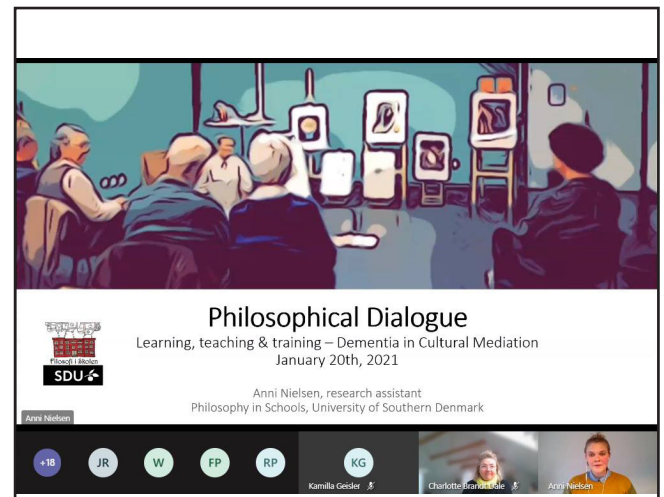 Philosophical Dialogue
Learning, teaching & training – Dementia in Cultural Mediation
January 20th, 2021
Filosofi i skolen
SDU
Anni Nielsen, research assistant
Philosophy in Schools, University of Southern Denmark
Anni Nielsen
+18
JR
W
FP
RP
KG
Kamilla Geisler
Charlotte Brandt Dale
Anni Nielsen